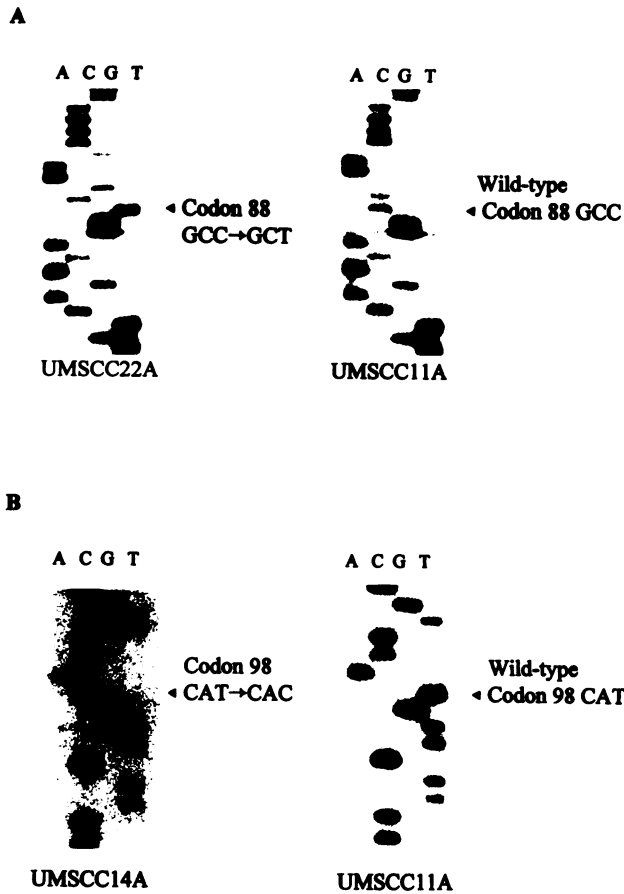 A
A C G T
Codon 88
GCC→GCT
UMSCC22A
A C G T
Wild-type
Codon 88 GCC
UMSCC11A
B
A C G T
Codon 98
CAT→CAC
UMSCC14A
A C G T
Wild-type
Codon 98 CAT
UMSCC11A